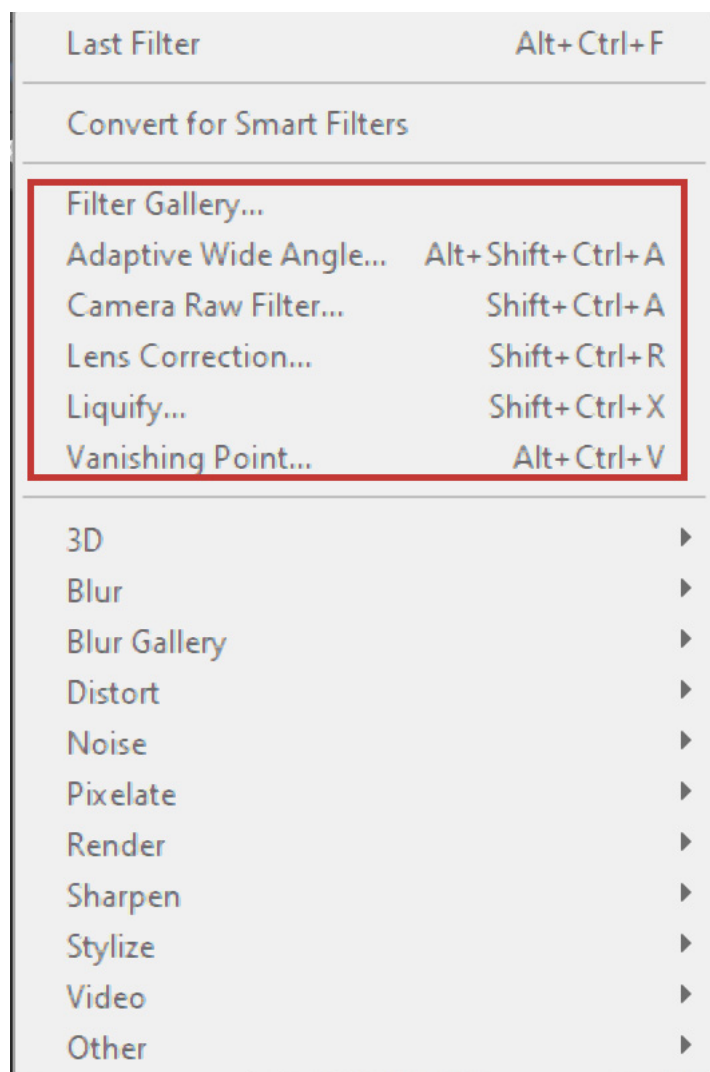 Last Filter Alt+Ctrl+F
Convert for Smart Filters
Filter Gallery...
Adaptive Wide Angle... Alt+Shift+Ctrl+A
Camera Raw Filter... Shift+Ctrl+A
Lens Correction... Shift+Ctrl+R
Liquify... Shift+Ctrl+X
Vanishing Point... Alt+Ctrl+V
3D
Blur
Blur Gallery
Distort
Noise
Pixelate
Render
Sharpen
Stylize
Video
Other